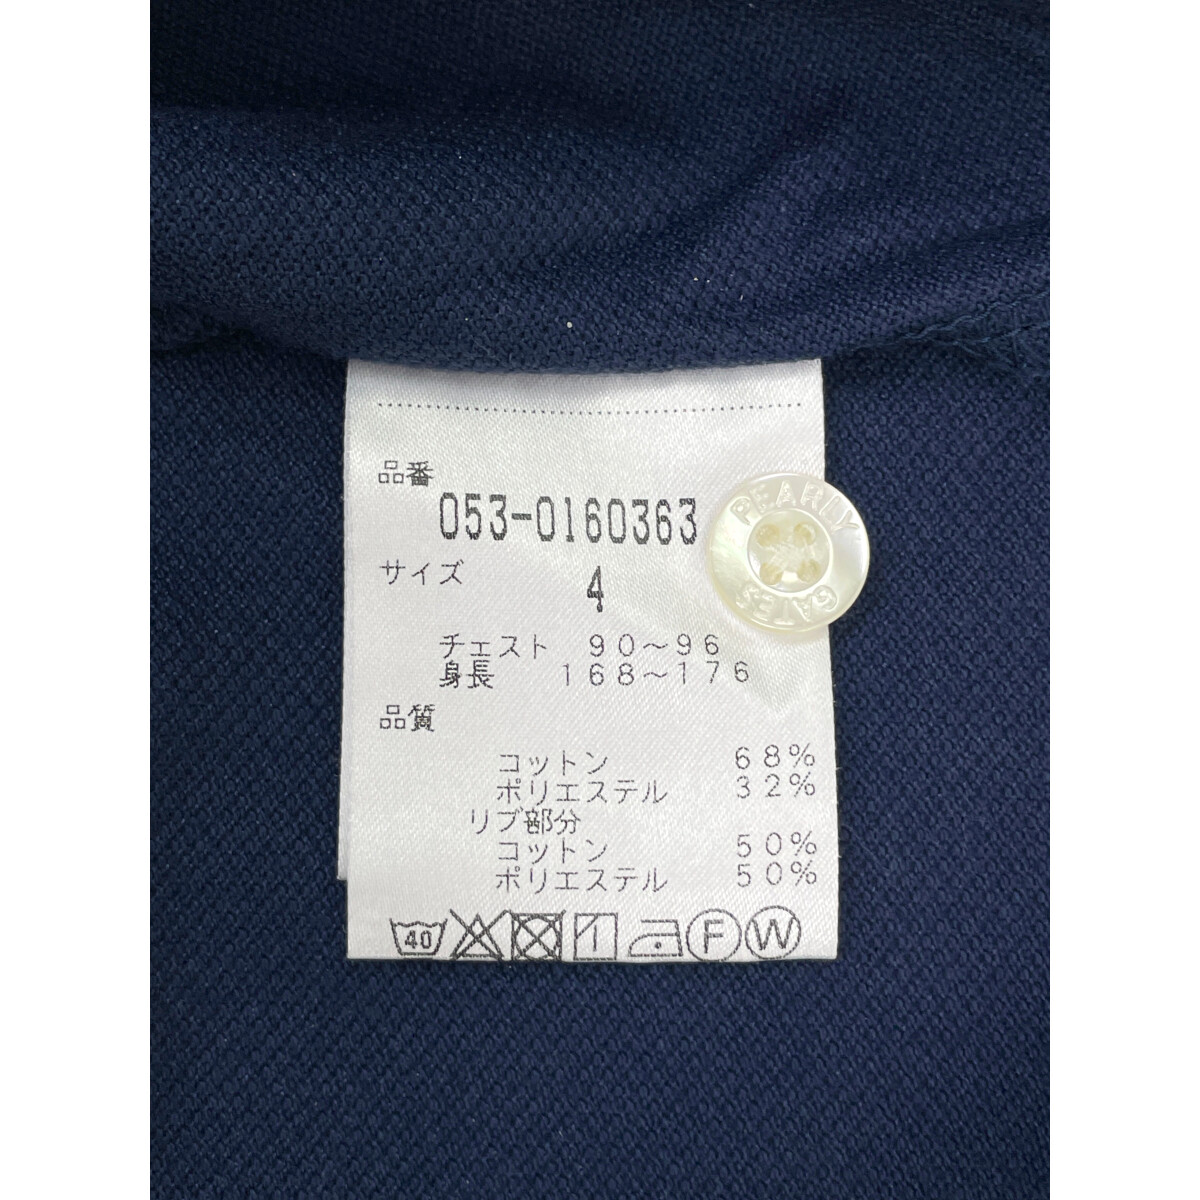 品番
053-0160363
PEARLY
GATES
サイズ 4
チェスト 90～96
身長 168～176
品質
コットン 68%
ポリエステル 32%
リブ部分
コットン 50%
ポリエステル 50%
40 F W